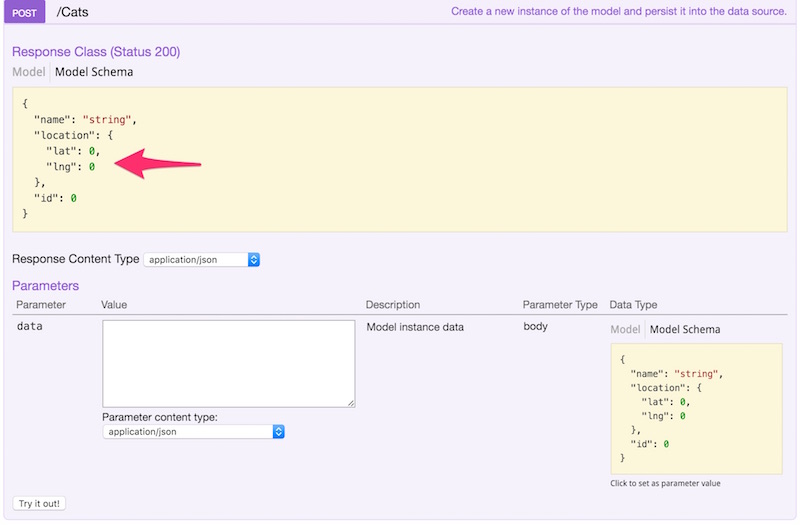 POST /Cats Create a new instance of the model and persist it into the data source.
Response Class (Status 200)
Model Model Schema
{
"name": "string",
"location": {
"lat": 0,
"lng": 0
},
"id": 0
}
Response Content Type application/json
Parameters
Parameter Value Description Parameter Type Data Type
data Model instance data body Model Model Schema
{
"name": "string",
"location": {
"lat": 0,
"lng": 0
},
"id": 0
}
Parameter content type:
application/json
Click to set as parameter value
Try it out!